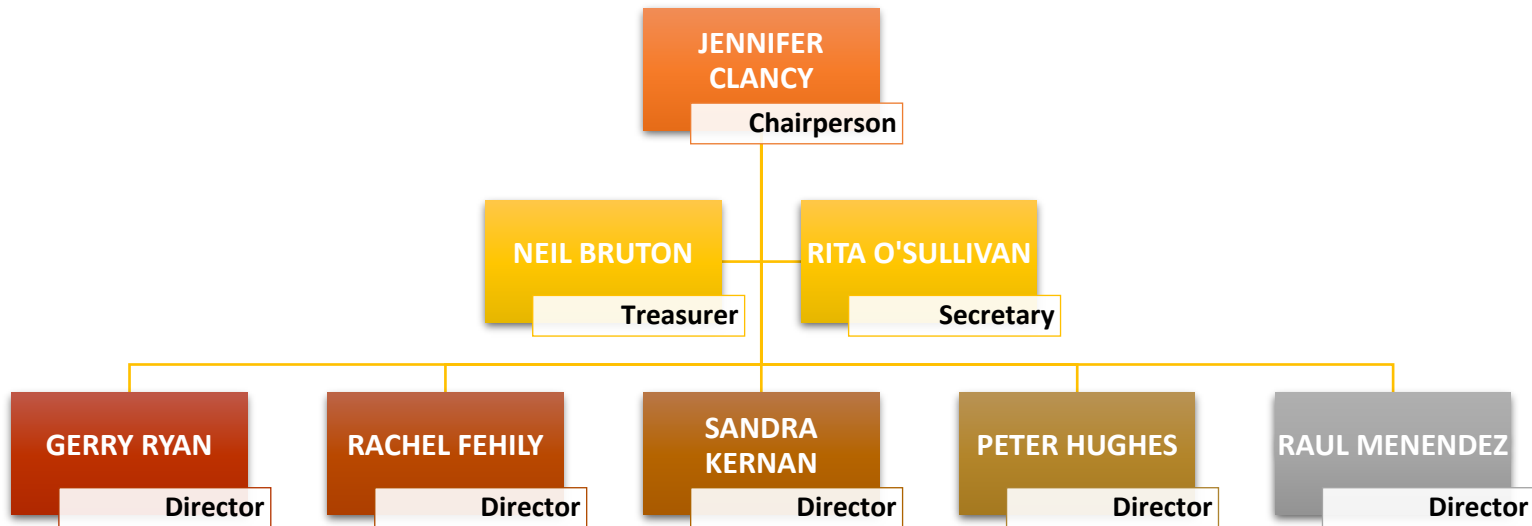 JENNIFER
CLANCY
Chairperson
NEIL BRUTON
Treasurer
RITA O'SULLIVAN
Secretary
GERRY RYAN
Director
RACHEL FEHILY
Director
SANDRA
KERNAN
Director
PETER HUGHES
Director
RAUL MENENDEZ
Director